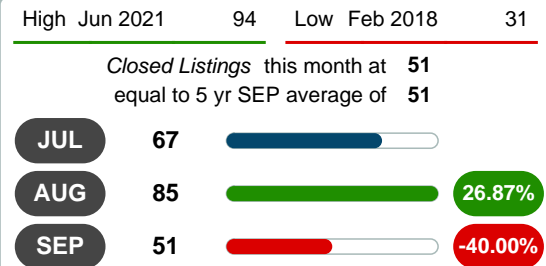 High Jun 2021 94 Low Feb 2018 31
Closed Listings this month at 51
equal to 5 yr SEP average of 51
JUL 67
AUG 85 26.87%
SEP 51 -40.00%